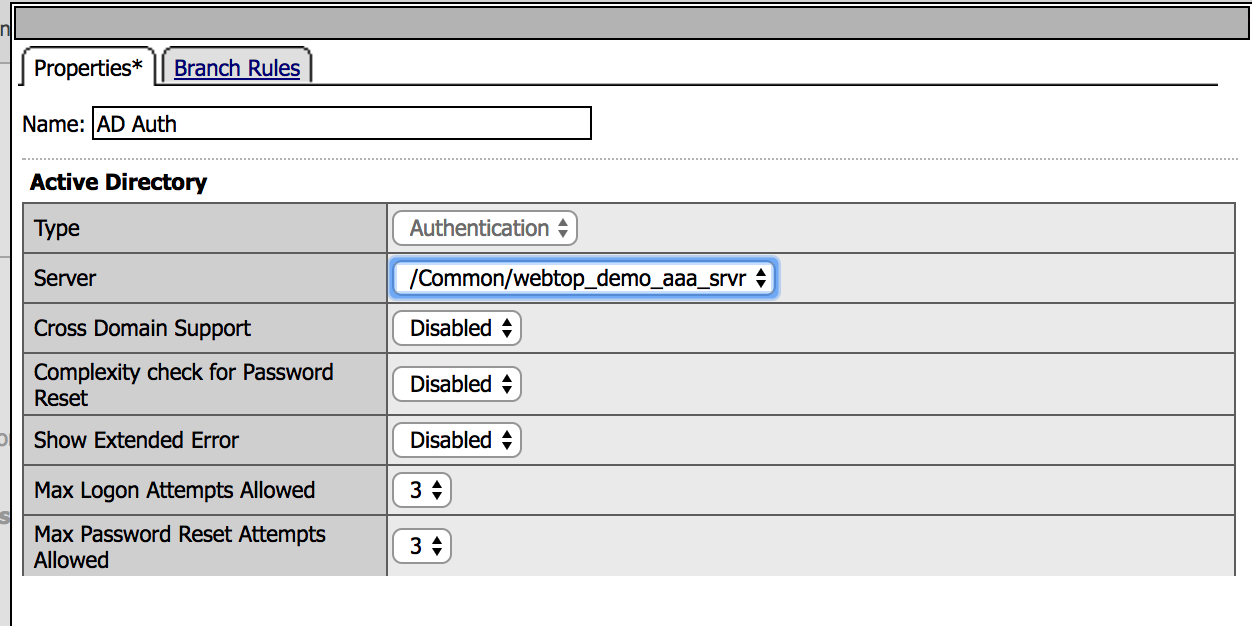 Properties* Branch Rules
Name: AD Auth
Active Directory
Type Authentication
Server /Common/webtop_demo_aaa_srvr
Cross Domain Support Disabled
Complexity check for Password
Reset Disabled
Show Extended Error Disabled
Max Logon Attempts Allowed 3
Max Password Reset Attempts
Allowed 3